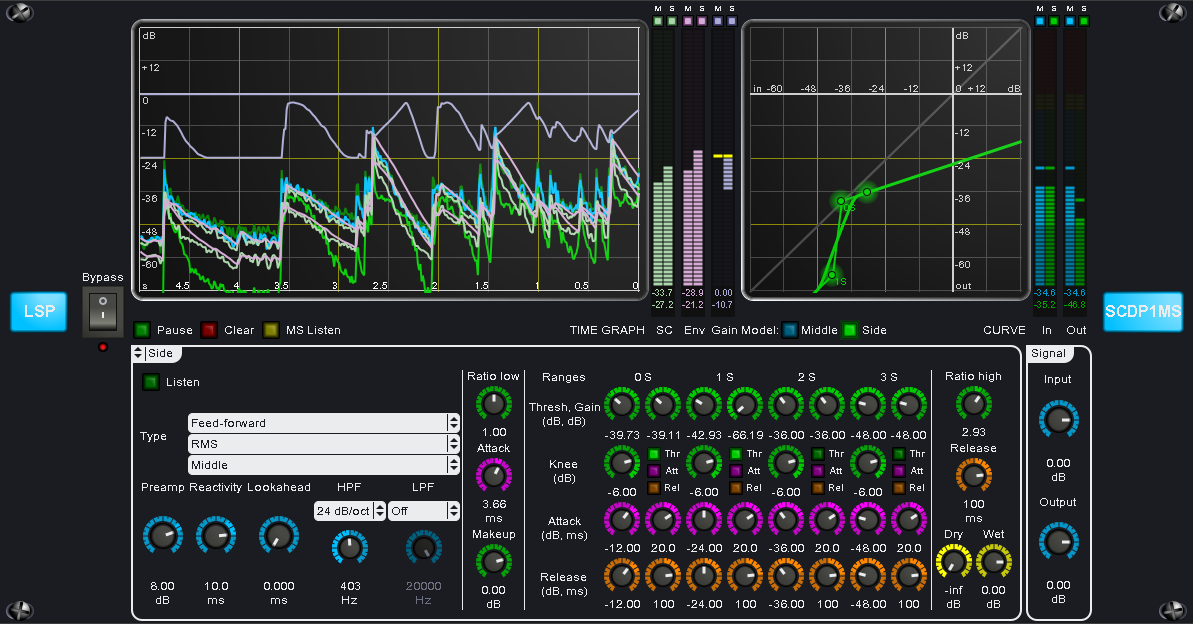 M S M S M S
M S M S
dB
+12
0
-12
-24
-36
-48
-60
s 4.5 4 3.5 3 2.5 2 1.5 1 0.5 0
-33.7 -28.9 0.00
-27.2 -21.2 -10.7
dB
+12
in -60 -48 -36 -24 -12 0 +12 dB
-12
-24
-36
-48
-60
out
0S
1S
-34.6 -34.6
-35.2 -46.8
Bypass
LSP
SCDP1MS
Pause Clear MS Listen TIME GRAPH SC Env Gain Model: Middle Side CURVE In Out
Side
Listen
Type
Feed-forward
RMS
Middle
Preamp Reactivity Lookahead HPF LPF
24 dB/oct Off
8.00 10.0 0.000 403 20000
dB ms ms Hz Hz
Ratio low
1.00
Attack
3.66
ms
Makeup
0.00
dB
Ranges 0 S 1 S 2 S 3 S
Thresh, Gain
(dB, dB)
-39.73 -39.11 -42.93 -66.19 -36.00 -36.00 -48.00 -48.00
Knee
(dB)
Thr Thr Thr Thr
Att Att Att Att
Rel Rel Rel Rel
-6.00 -6.00 -6.00 -6.00
Attack
(dB, ms)
-12.00 20.0 -24.00 20.0 -36.00 20.0 -48.00 20.0
Release
(dB, ms)
-12.00 100 -24.00 100 -36.00 100 -48.00 100
Ratio high
2.93
Release
100
ms
Dry Wet
-inf 0.00
dB dB
Signal
Input
0.00
dB
Output
0.00
dB